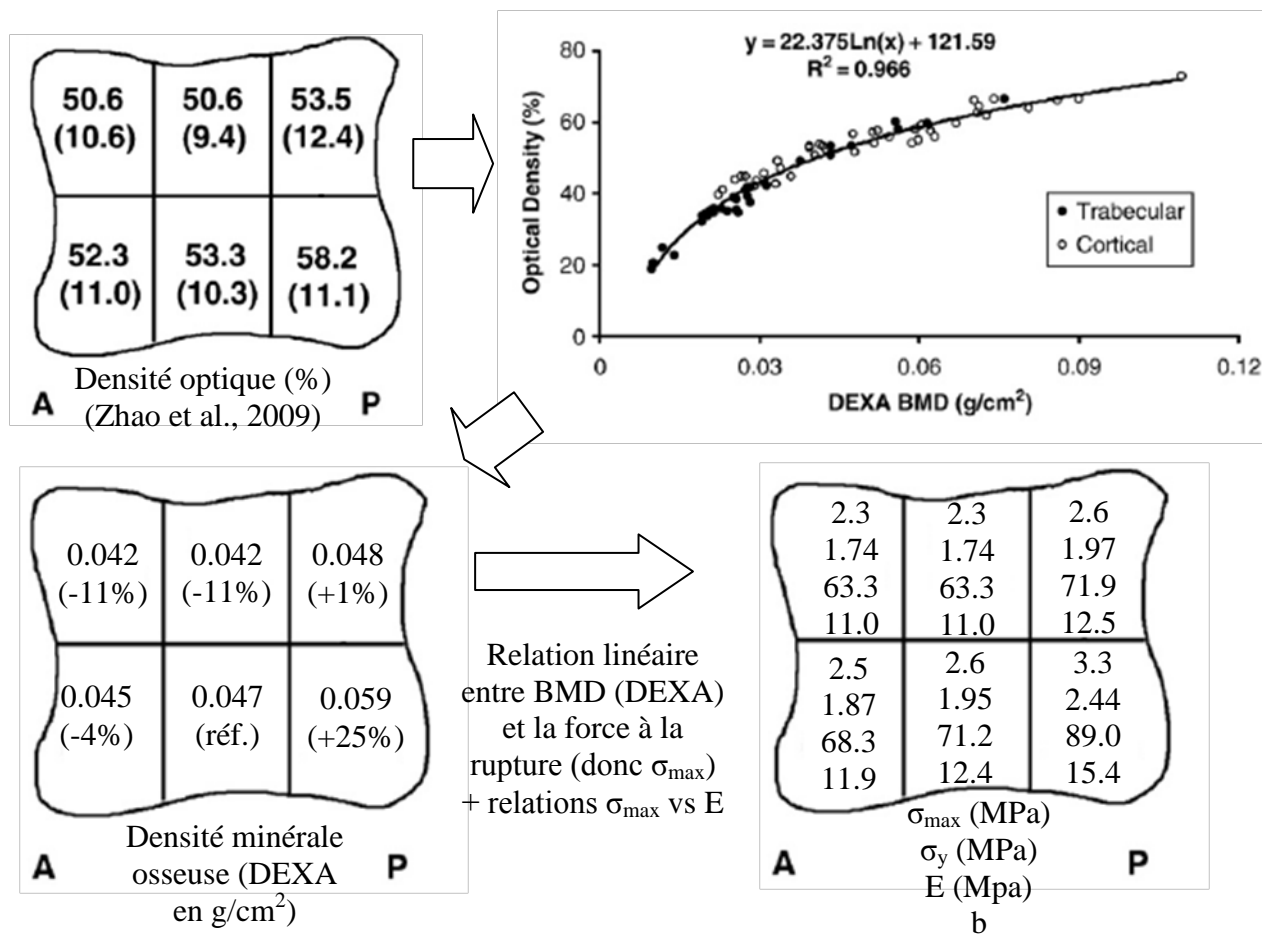 50.6 50.6 53.5
(10.6) (9.4) (12.4)
52.3 53.3 58.2
(11.0) (10.3) (11.1)
Densité optique (%)
A (Zhao et al., 2009) P
y = 22.375Ln(x) + 121.59
R² = 0.966
Optical Density (%)
80
60
40
20
0
Trabecular
Cortical
0 0.03 0.06 0.09 0.12
DEXA BMD (g/cm²)
0.042 0.042 0.048
(-11%) (-11%) (+1%)
0.045 0.047 0.059
(-4%) (réf.) (+25%)
Densité minérale
A osseuse (DEXA P
en g/cm²)
Relation linéaire
entre BMD (DEXA)
et la force à la
rupture (donc σmax)
+ relations σmax vs E
2.3 2.3 2.6
1.74 1.74 1.97
63.3 63.3 71.9
11.0 11.0 12.5
2.5 2.6 3.3
1.87 1.95 2.44
68.3 71.2 89.0
11.9 12.4 15.4
σmax (MPa)
A σy (MPa) P
E (Mpa)
b